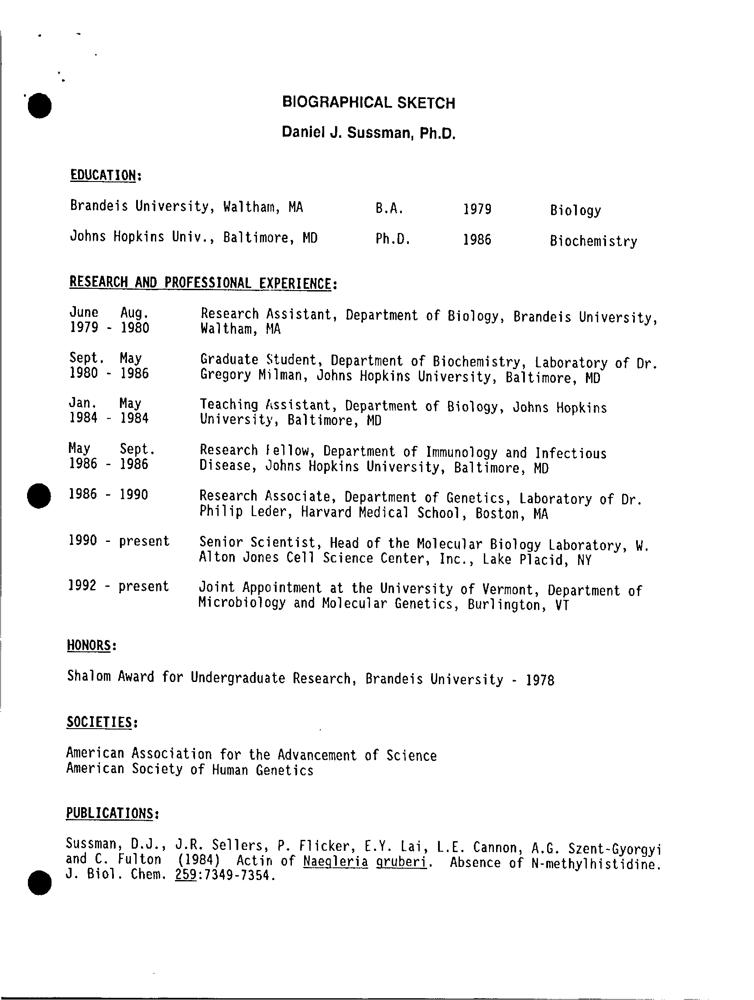 BIOGRAPHICAL SKETCH
Daniel J. Sussman, Ph.D.
EDUCATION:
Brandeis University, Waltham, MA B.A. 1979 Biology
Johns Hopkins Univ., Baltimore, MD Ph.D. 1986 Biochemistry
RESEARCH AND PROFESSIONAL EXPERIENCE:
June Aug. Research Assistant, Department of Biology, Brandeis University,
1979 - 1980 Waltham, MA
Sept. May Graduate Student, Department of Biochemistry, Laboratory of Dr.
1980 - 1986 Gregory Milman, Johns Hopkins University, Baltimore, MD
Jan. May Teaching Assistant, Department of Biology, Johns Hopkins
1984 - 1984 University, Baltimore, MD
May Sept. Research Fellow, Department of Immunology and Infectious
1986 - 1986 Disease, Johns Hopkins University, Baltimore, MD
1986 - 1990 Research Associate, Department of Genetics, Laboratory of Dr.
Philip Leder, Harvard Medical School, Boston, MA
1990 - present Senior Scientist, Head of the Molecular Biology Laboratory, W.
Alton Jones Cell Science Center, Inc., Lake Placid, NY
1992 - present Joint Appointment at the University of Vermont, Department of
Microbiology and Molecular Genetics, Burlington, VT
HONORS:
Shalom Award for Undergraduate Research, Brandeis University - 1978
SOCIETIES:
American Association for the Advancement of Science
American Society of Human Genetics
PUBLICATIONS:
Sussman, D.J., J.R. Sellers, P. Flicker, E.Y. Lai, L.E. Cannon, A.G. Szent-Gyorgyi
and C. Fulton (1984) Actin of Naegleria gruberi. Absence of N-methylhistidine.
J. Biol. Chem. 259:7349-7354.